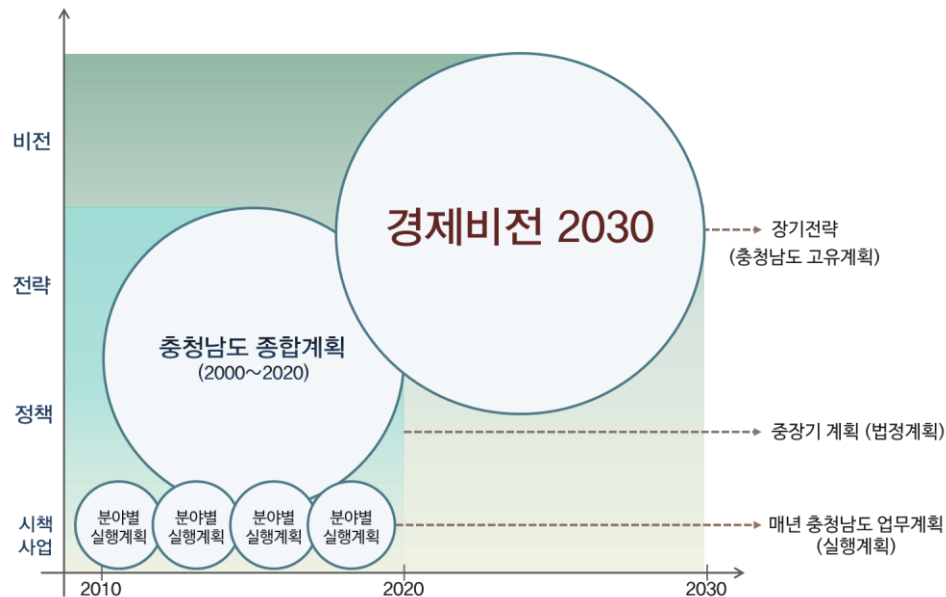 비전
경제비전 2030
장기전략
(충청남도 고유계획)
전략
충청남도 종합계획
(2000~2020)
정책
중장기 계획 (법정계획)
시책
사업
분야별
실행계획
분야별
실행계획
분야별
실행계획
분야별
실행계획
매년 충청남도 업무계획
(실행계획)
2010
2020
2030